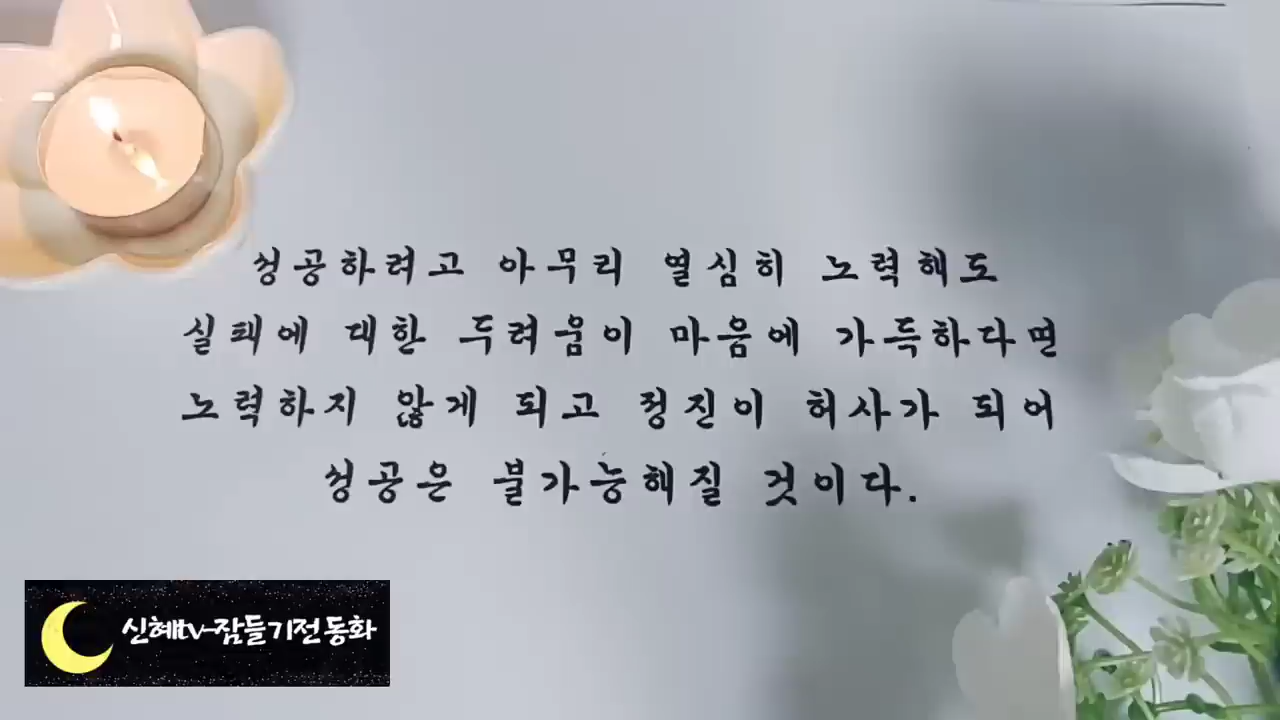 성공하려고 아무리 열심히 노력해도
실패에 대한 두려움이 마음에 가득하다면
노력하지 않게 되고 정진이 허사가 되어
성공은 불가능해질 것이다.
신혜tv-잠들기전 동화